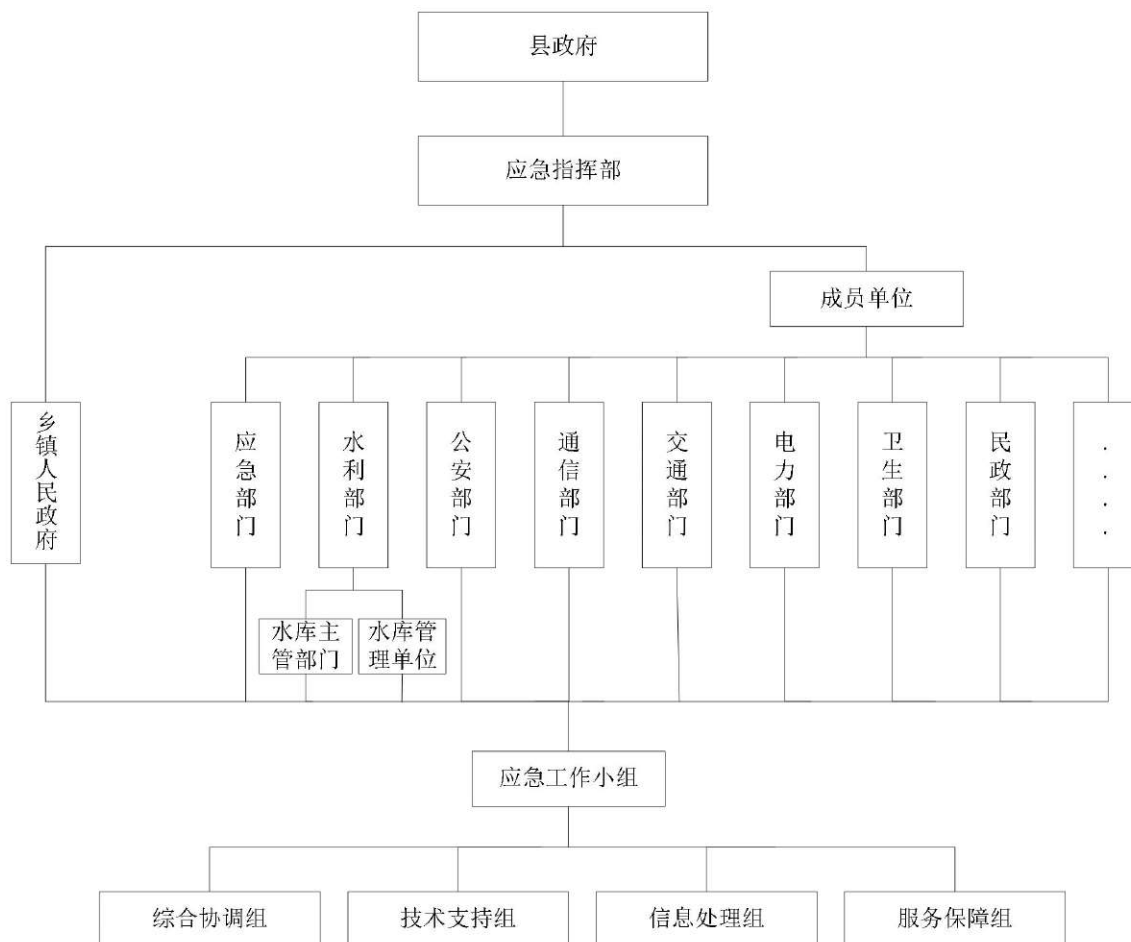 县政府
应急指挥部
成员单位
乡镇人民政府
应急部门
水利部门
公安部门
通信部门
交通部门
电力部门
卫生部门
民政部门
....
水库主
管部门
水库管
理单位
应急工作小组
综合协调组
技术支持组
信息处理组
服务保障组